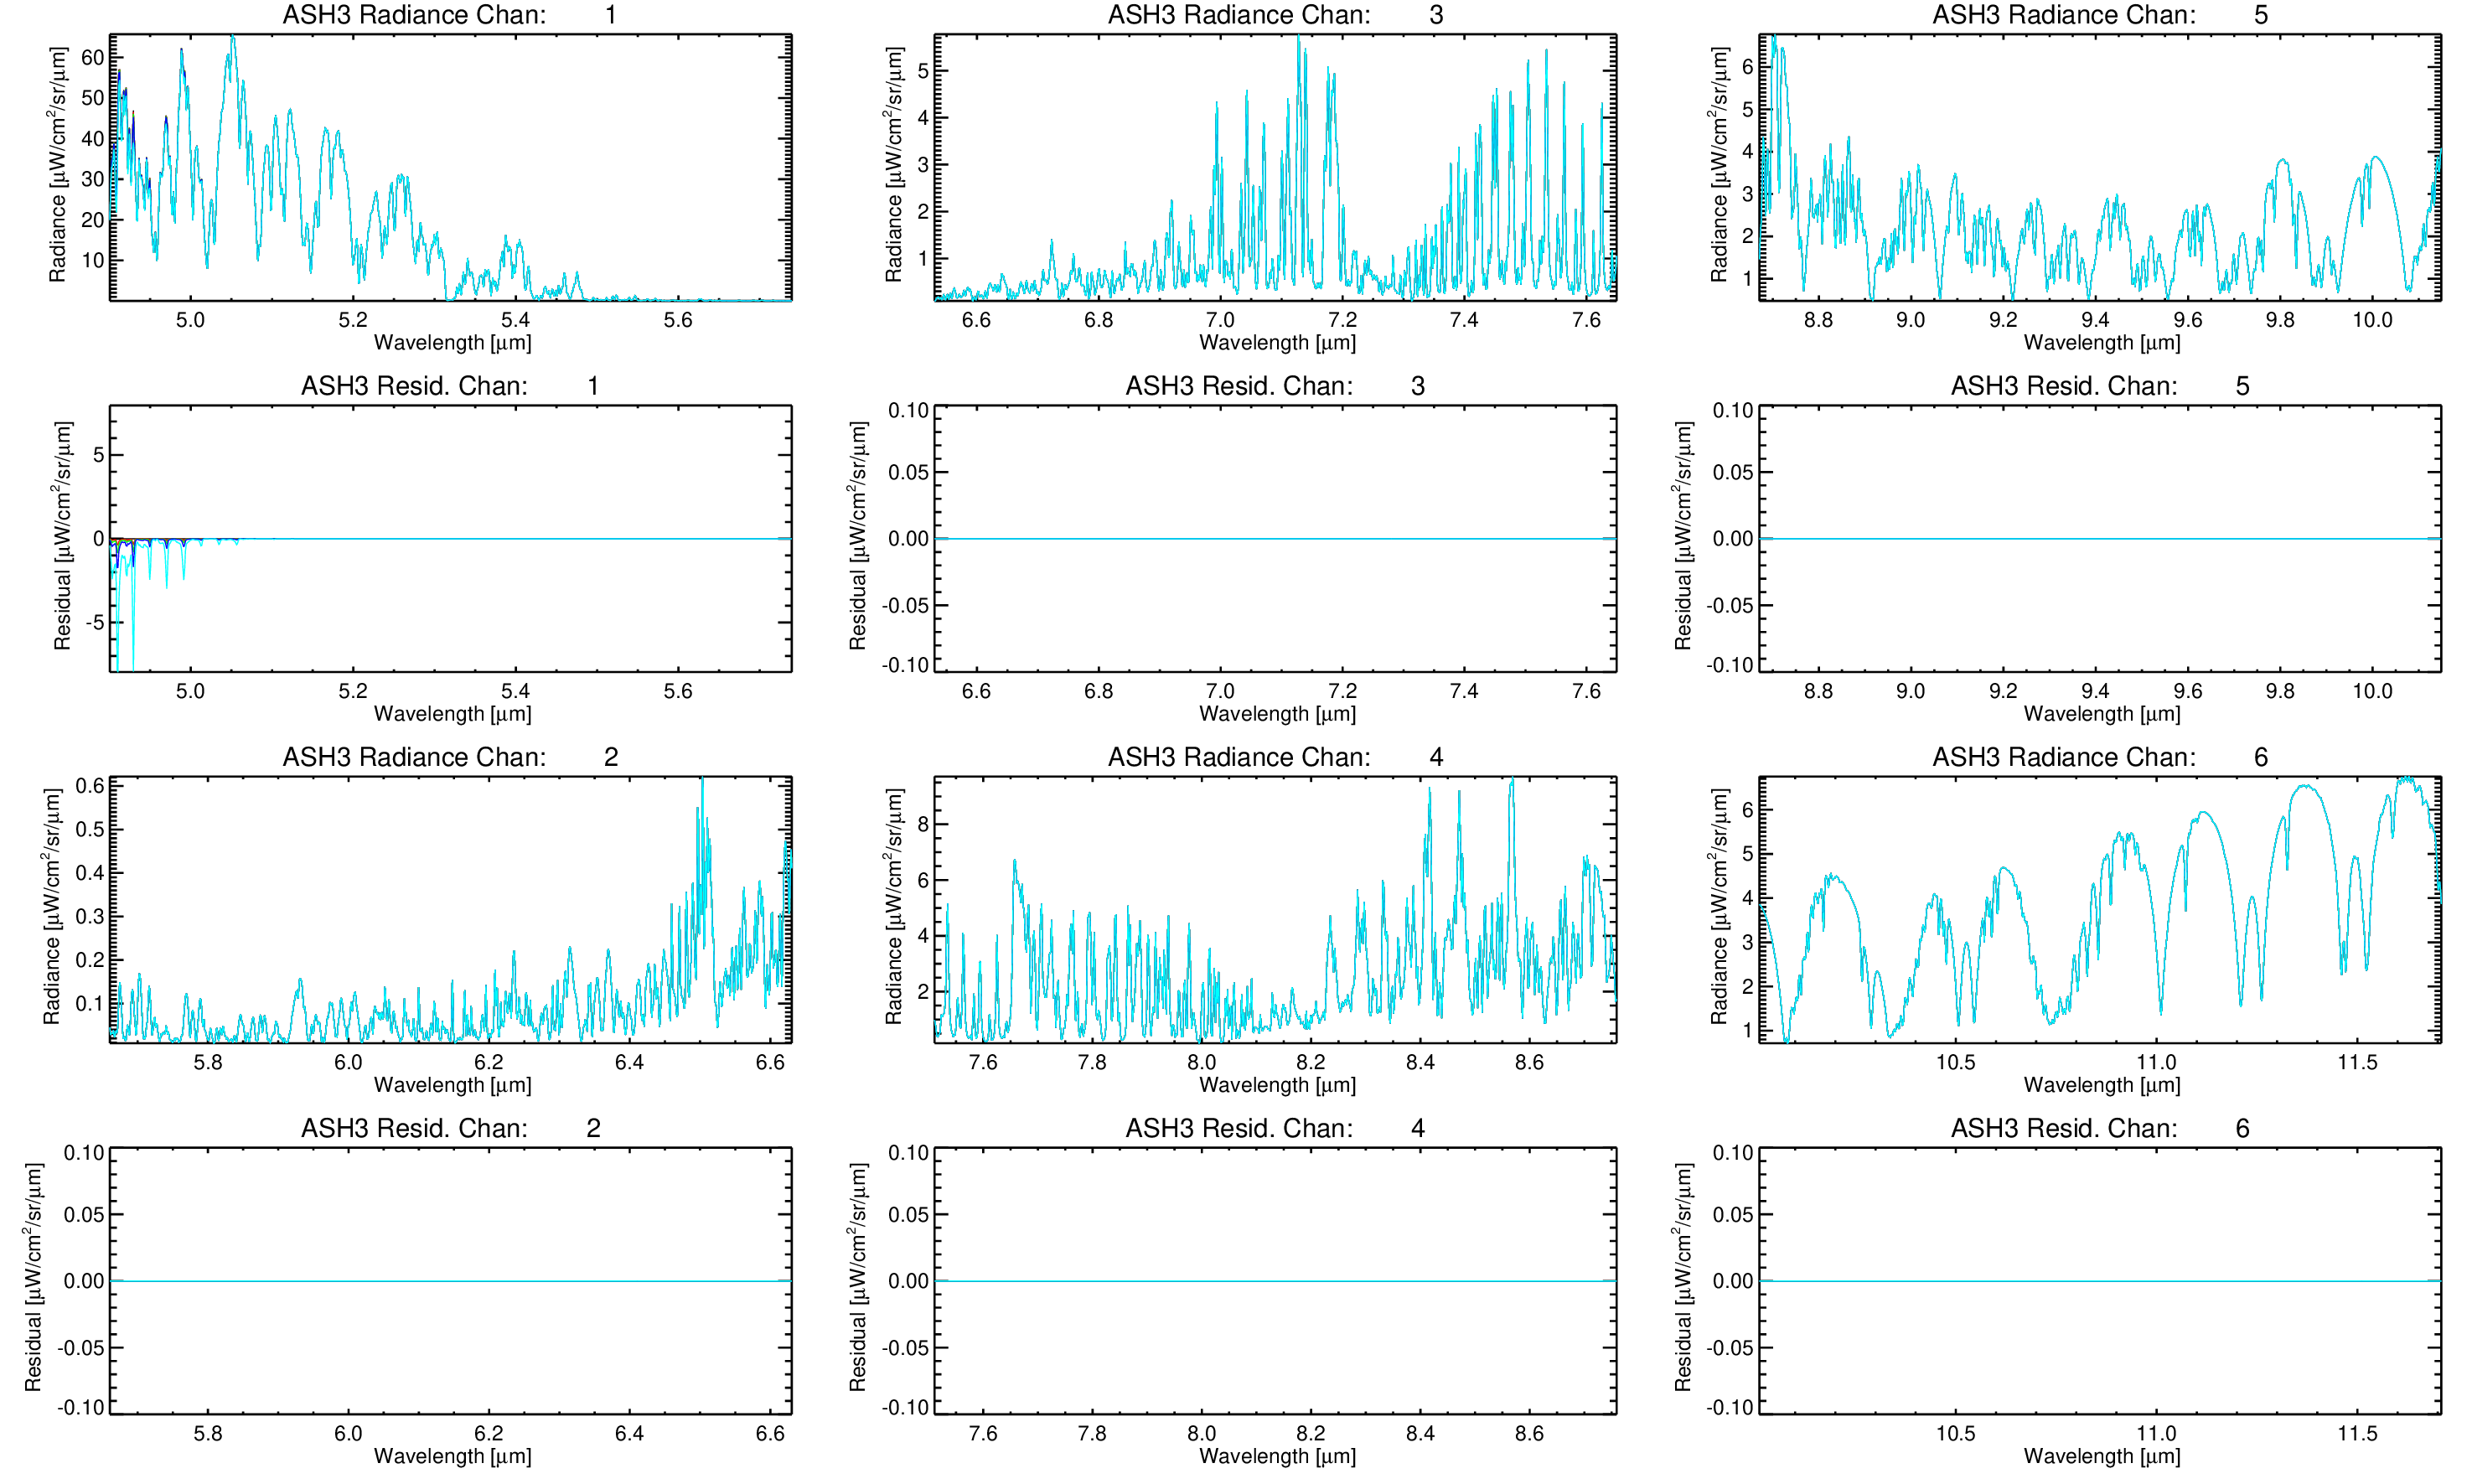 ASH3 Radiance Chan: 1
Radiance [μW/cm²/sr/μm]
60
50
40
30
20
10
5.0 5.2 5.4 5.6
Wavelength [μm]
ASH3 Radiance Chan: 3
Radiance [μW/cm²/sr/μm]
5
4
3
2
1
6.6 6.8 7.0 7.2 7.4 7.6
Wavelength [μm]
ASH3 Radiance Chan: 5
Radiance [μW/cm²/sr/μm]
6
5
4
3
2
1
8.8 9.0 9.2 9.4 9.6 9.8 10.0
Wavelength [μm]
ASH3 Resid. Chan: 1
Residual [μW/cm²/sr/μm]
5
0
-5
5.0 5.2 5.4 5.6
Wavelength [μm]
ASH3 Resid. Chan: 3
Residual [μW/cm²/sr/μm]
0.10
0.05
0.00
-0.05
-0.10
6.6 6.8 7.0 7.2 7.4 7.6
Wavelength [μm]
ASH3 Resid. Chan: 5
Residual [μW/cm²/sr/μm]
0.10
0.05
0.00
-0.05
-0.10
8.8 9.0 9.2 9.4 9.6 9.8 10.0
Wavelength [μm]
ASH3 Radiance Chan: 2
Radiance [μW/cm²/sr/μm]
0.6
0.5
0.4
0.3
0.2
0.1
5.8 6.0 6.2 6.4 6.6
Wavelength [μm]
ASH3 Radiance Chan: 4
Radiance [μW/cm²/sr/μm]
8
6
4
2
7.6 7.8 8.0 8.2 8.4 8.6
Wavelength [μm]
ASH3 Radiance Chan: 6
Radiance [μW/cm²/sr/μm]
6
5
4
3
2
1
10.5 11.0 11.5
Wavelength [μm]
ASH3 Resid. Chan: 2
Residual [μW/cm²/sr/μm]
0.10
0.05
0.00
-0.05
-0.10
5.8 6.0 6.2 6.4 6.6
Wavelength [μm]
ASH3 Resid. Chan: 4
Residual [μW/cm²/sr/μm]
0.10
0.05
0.00
-0.05
-0.10
7.6 7.8 8.0 8.2 8.4 8.6
Wavelength [μm]
ASH3 Resid. Chan: 6
Residual [μW/cm²/sr/μm]
0.10
0.05
0.00
-0.05
-0.10
10.5 11.0 11.5
Wavelength [μm]